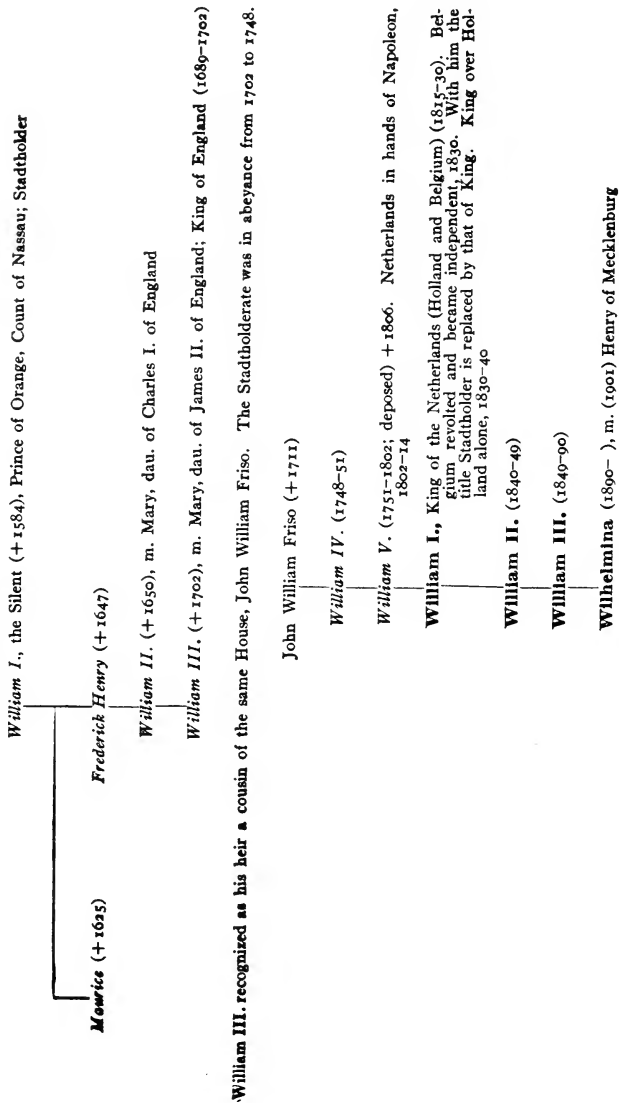 William I., the Silent (+1584), Prince of Orange, Count of Nassau; Stadtholder
Maurice (+1625)
Frederick Henry (+1647)
William II. (+1650), m. Mary, dau. of Charles I. of England
William III. (+1702), m. Mary, dau. of James II. of England; King of England (1689-1702)
William III. recognized as his heir a cousin of the same House, John William Friso. The Stadtholderate was in abeyance from 1702 to 1748.
John William Friso (+1711)
William IV. (1748-51)
William V. (1751-1802; deposed) +1806. Netherlands in hands of Napoleon,
1802-14
William I., King of the Netherlands (Holland and Belgium) (1815-30). Bel-
gium revolted and became independent, 1830. With him the
title Stadtholder is replaced by that of King. King over Hol-
land alone, 1830-40
William II. (1840-49)
William III. (1849-90)
Wilhelmina (1890- ), m. (1901) Henry of Mecklenburg